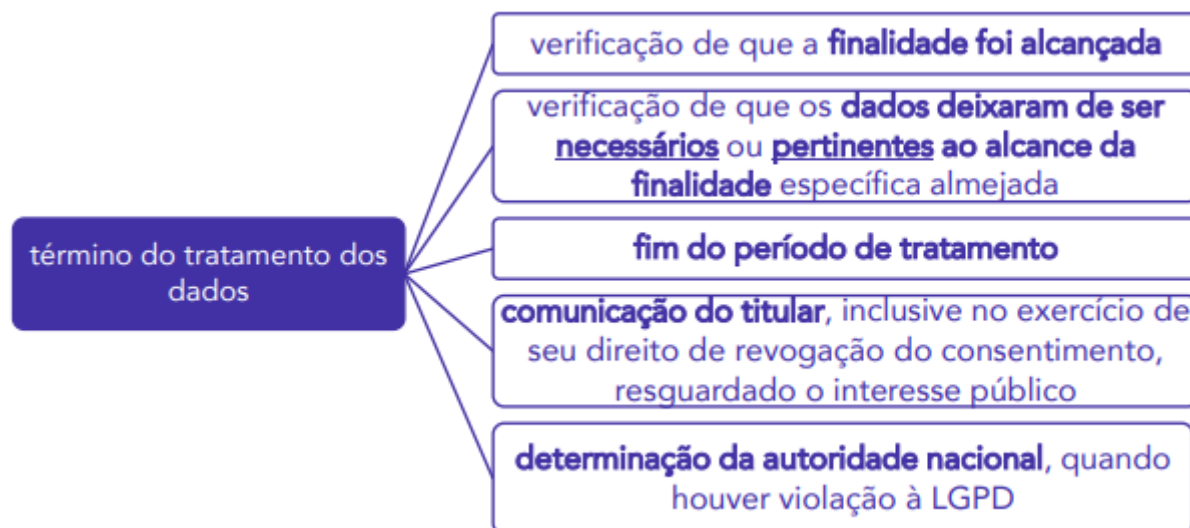 término do tratamento dos
dados
verificação de que a finalidade foi alcançada
verificação de que os dados deixaram de ser
necessários ou pertinentes ao alcance da
finalidade específica almejada
fim do período de tratamento
comunicação do titular, inclusive no exercício de
seu direito de revogação do consentimento,
resguardado o interesse público
determinação da autoridade nacional, quando
houver violação à LGPD